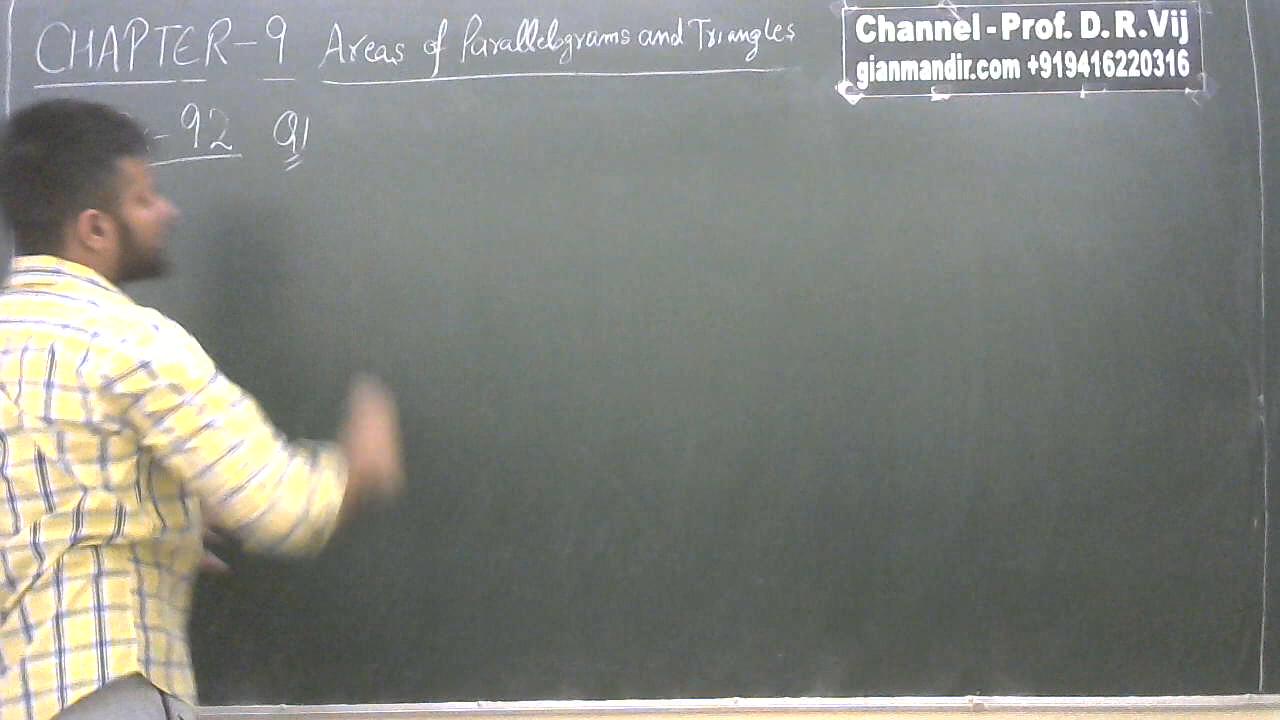 CHAPTER-9 Areas of Parallelograms and Triangles
Channel - Prof. D. R. Vij
gianmandir.com +919416220316
- 92 Q1